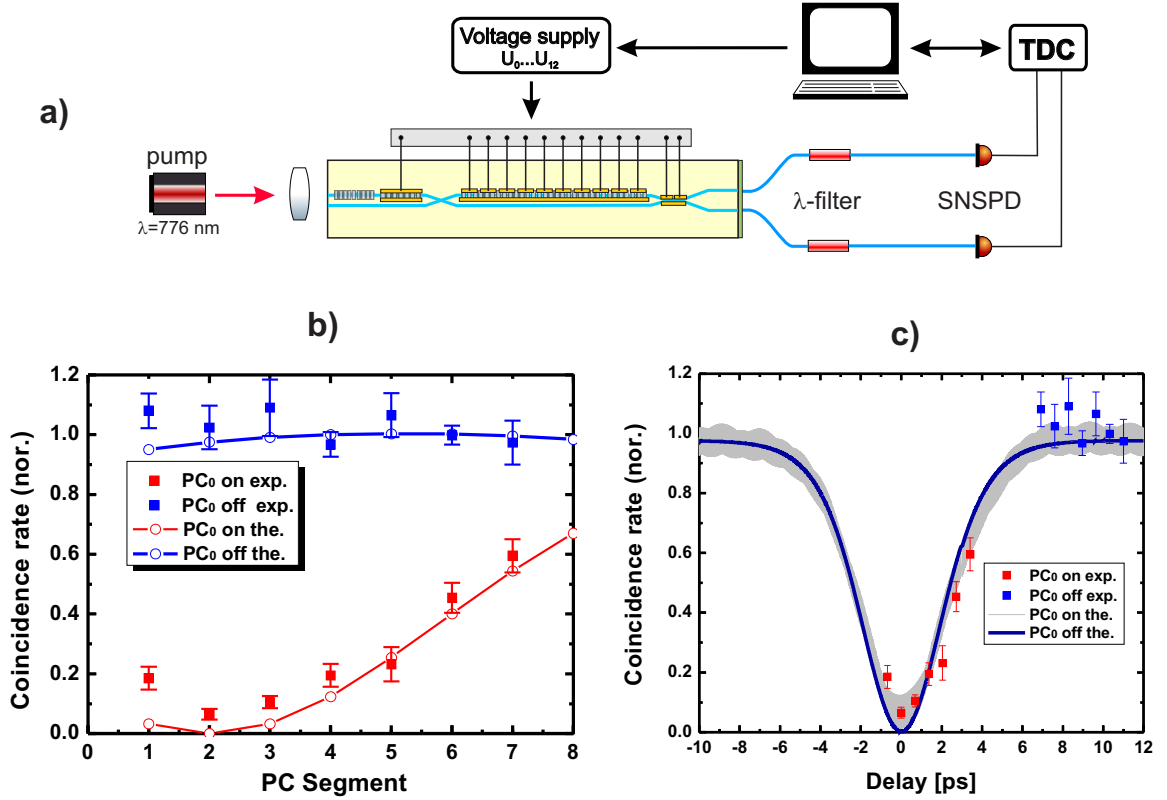 Voltage supply
U₀...U₁₂
TDC
a)
pump
λ=776 nm
λ-filter
SNSPD
b)
Coincidence rate (nor.)
1.2
1.0
0.8
0.6
0.4
0.2
0.0
PC₀ on exp.
PC₀ off exp.
PC₀ on the.
PC₀ off the.
0 1 2 3 4 5 6 7 8
PC Segment
c)
Coincidence rate (nor.)
1.2
1.0
0.8
0.6
0.4
0.2
0.0
PC₀ on exp.
PC₀ off exp.
PC₀ on the.
PC₀ off the.
-10 -8 -6 -4 -2 0 2 4 6 8 10 12
Delay [ps]